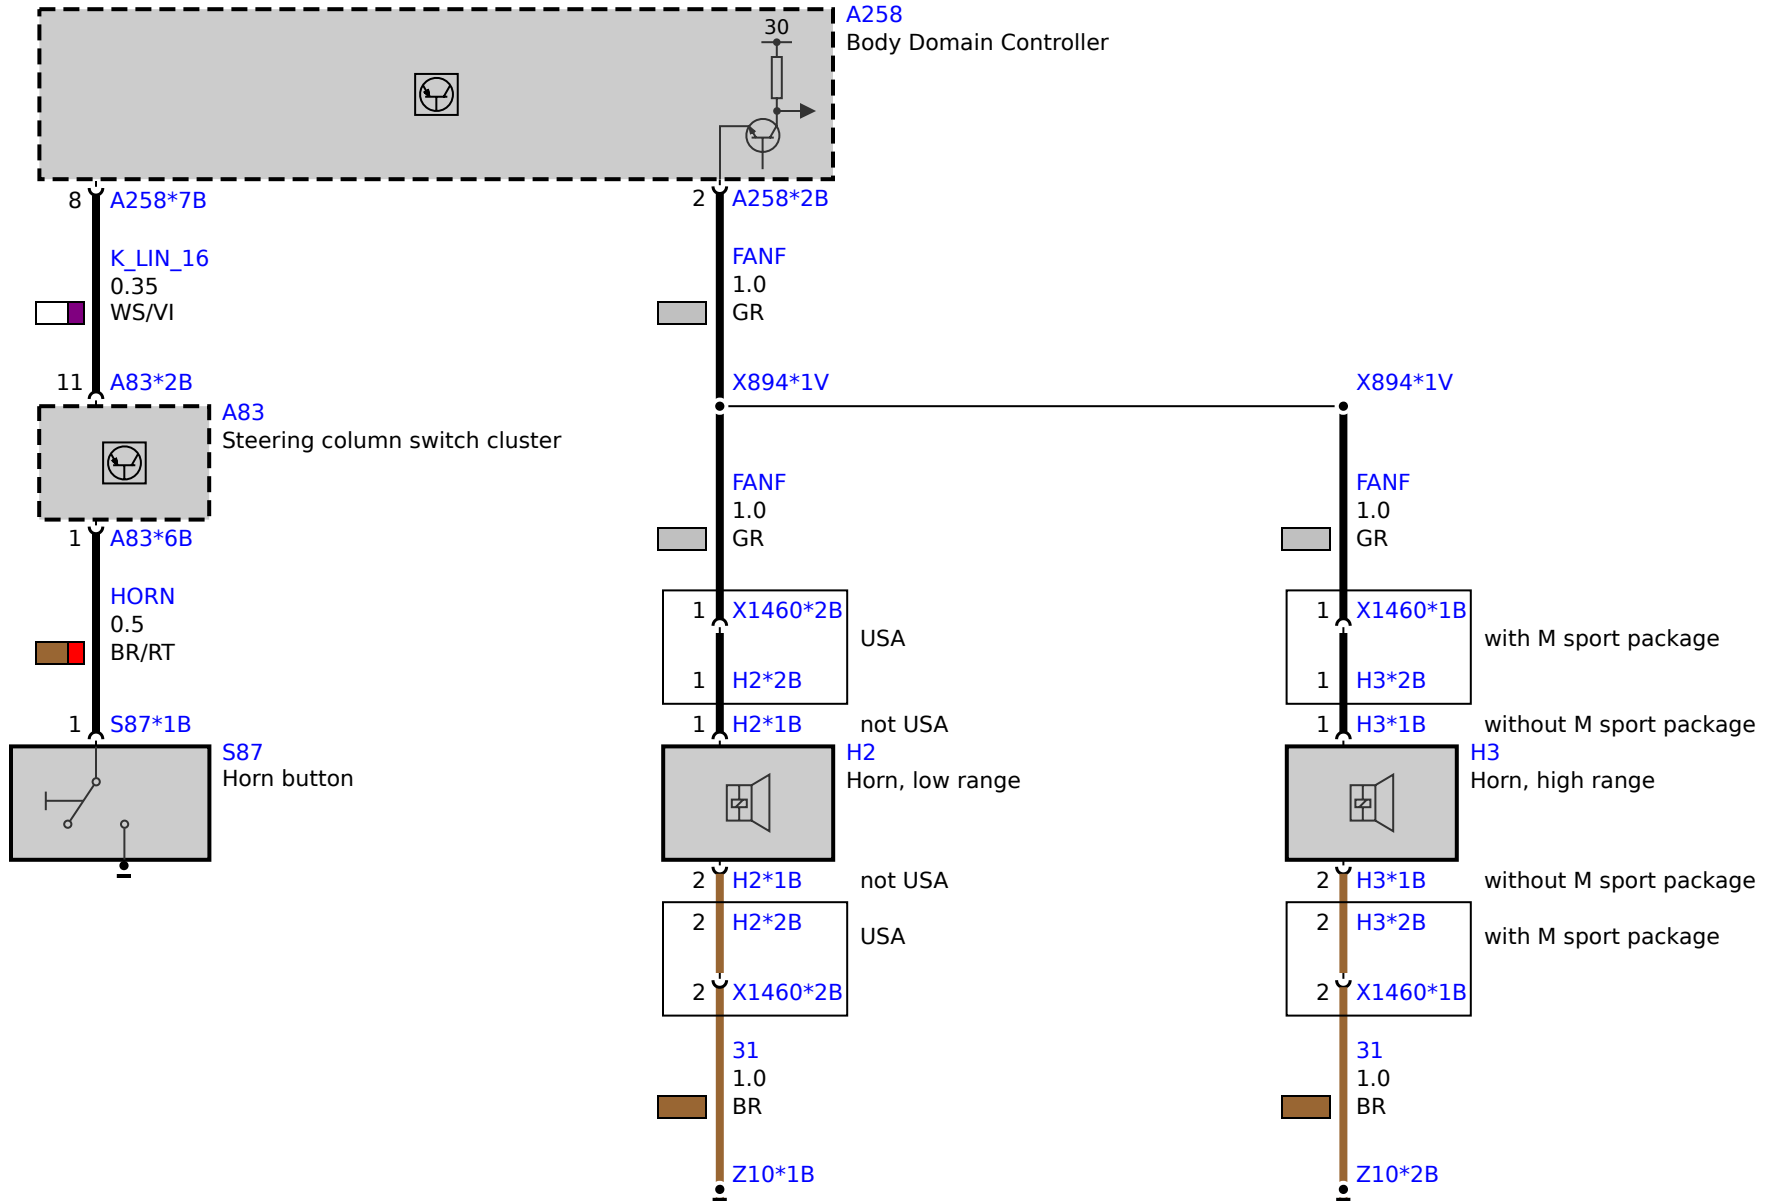 A258
Body Domain Controller
30
8 A258*7B
2 A258*2B
K_LIN_16
0.35
WS/VI
FANF
1.0
GR
11 A83*2B
X894*1V
X894*1V
A83
Steering column switch cluster
1 A83*6B
FANF
1.0
GR
FANF
1.0
GR
HORN
0.5
BR/RT
1 X1460*2B
USA
1 H2*2B
1 X1460*1B
with M sport package
1 H3*2B
1 S87*1B
1 H2*1B not USA
1 H3*1B without M sport package
S87
Horn button
H2
Horn, low range
H3
Horn, high range
2 H2*1B not USA
2 H3*1B without M sport package
2 H2*2B
USA
2 X1460*2B
2 H3*2B
with M sport package
2 X1460*1B
31
1.0
BR
31
1.0
BR
Z10*1B
Z10*2B